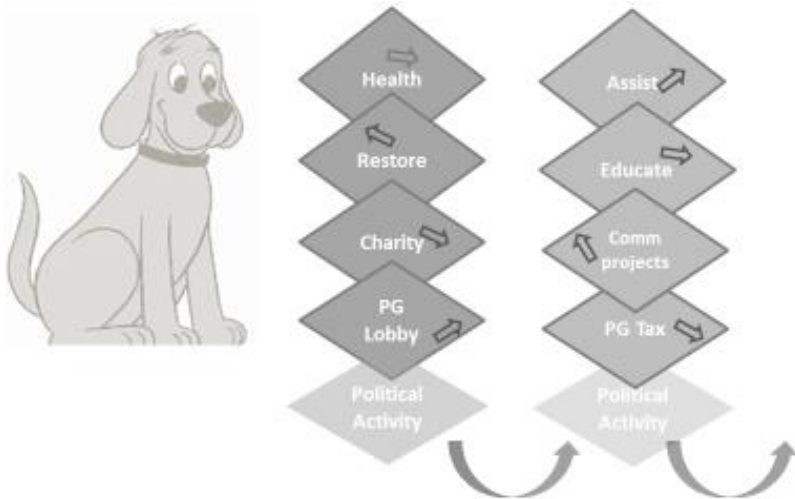 Health
Restore
Charity
PG
Lobby
Political
Activity
Assist
Educate
Comm
projects
PG Tax
Political
Activity